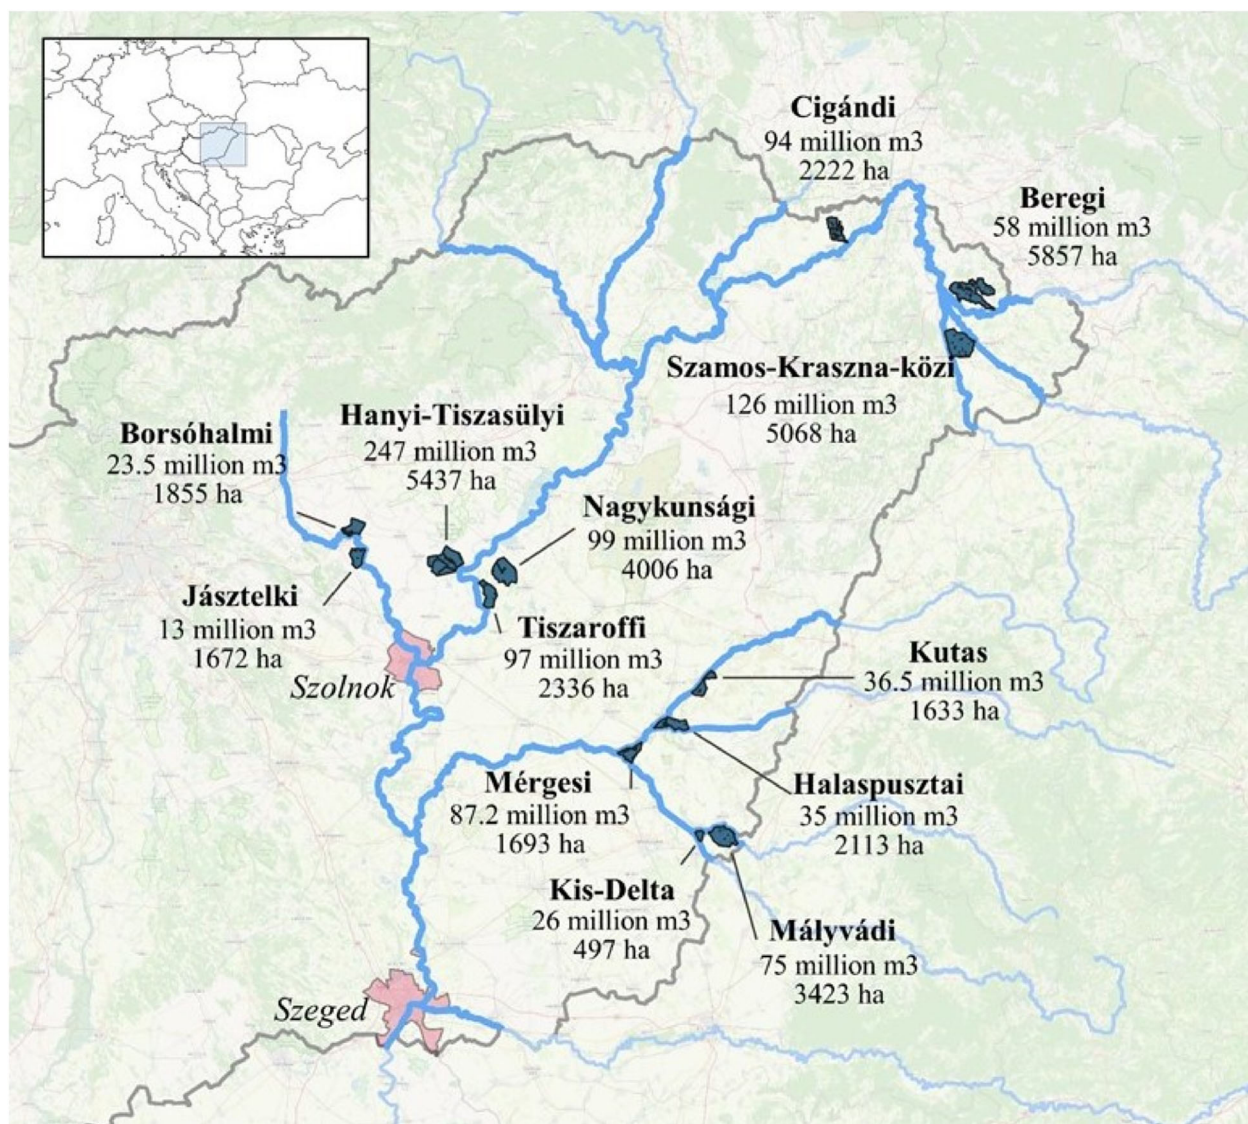 Cigándi
94 million m3
2222 ha
Beregi
58 million m3
5857 ha
Szamos-Kraszna-közi
126 million m3
5068 ha
Hanyi-Tiszasülyi
247 million m3
5437 ha
Borsóhalmi
23.5 million m3
1855 ha
Nagykunsági
99 million m3
4006 ha
Jásztelki
13 million m3
1672 ha
Tiszaroffi
97 million m3
2336 ha
Szolnok
Kutas
36.5 million m3
1633 ha
Mérgesi
87.2 million m3
1693 ha
Halaspusztai
35 million m3
2113 ha
Kis-Delta
26 million m3
497 ha
Mályvádi
75 million m3
3423 ha
Szeged